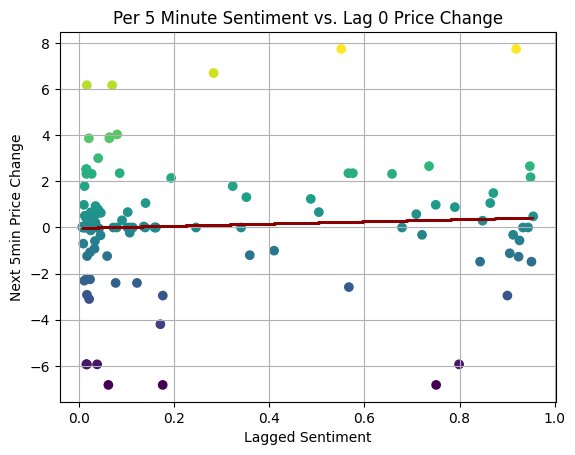 Per 5 Minute Sentiment vs. Lag 0 Price Change
Next 5min Price Change
8
6
4
2
0
−2
−4
−6
0.0 0.2 0.4 0.6 0.8 1.0
Lagged Sentiment